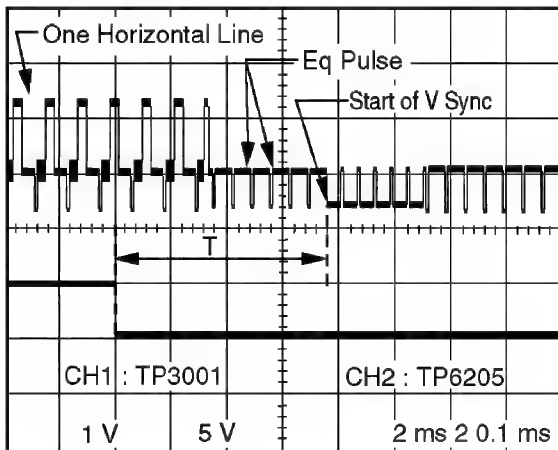 One Horizontal Line
Eq Pulse
Start of V Sync
T
CH1 : TP3001 CH2 : TP6205
1 V 5 V 2 ms 2 0.1 ms